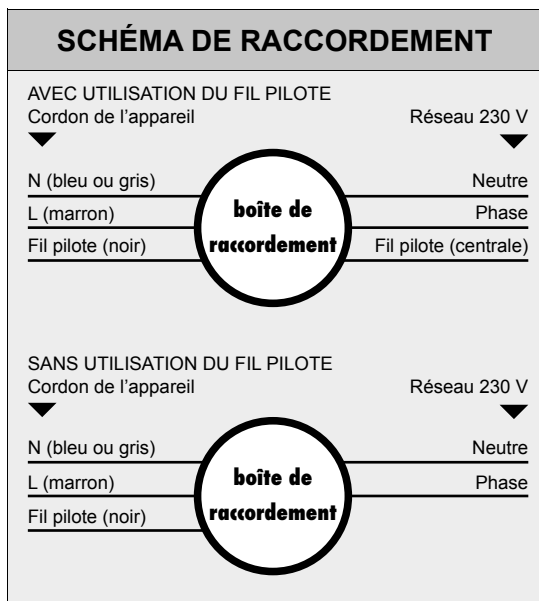 SCHÉMA DE RACCORDEMENT
AVEC UTILISATION DU FIL PILOTE
Cordon de l’appareil
Réseau 230 V
N (bleu ou gris)
Neutre
L (marron)
Phase
Fil pilote (noir)
Fil pilote (centrale)
boîte de
raccordement
SANS UTILISATION DU FIL PILOTE
Cordon de l’appareil
Réseau 230 V
N (bleu ou gris)
Neutre
L (marron)
Phase
Fil pilote (noir)
boîte de
raccordement